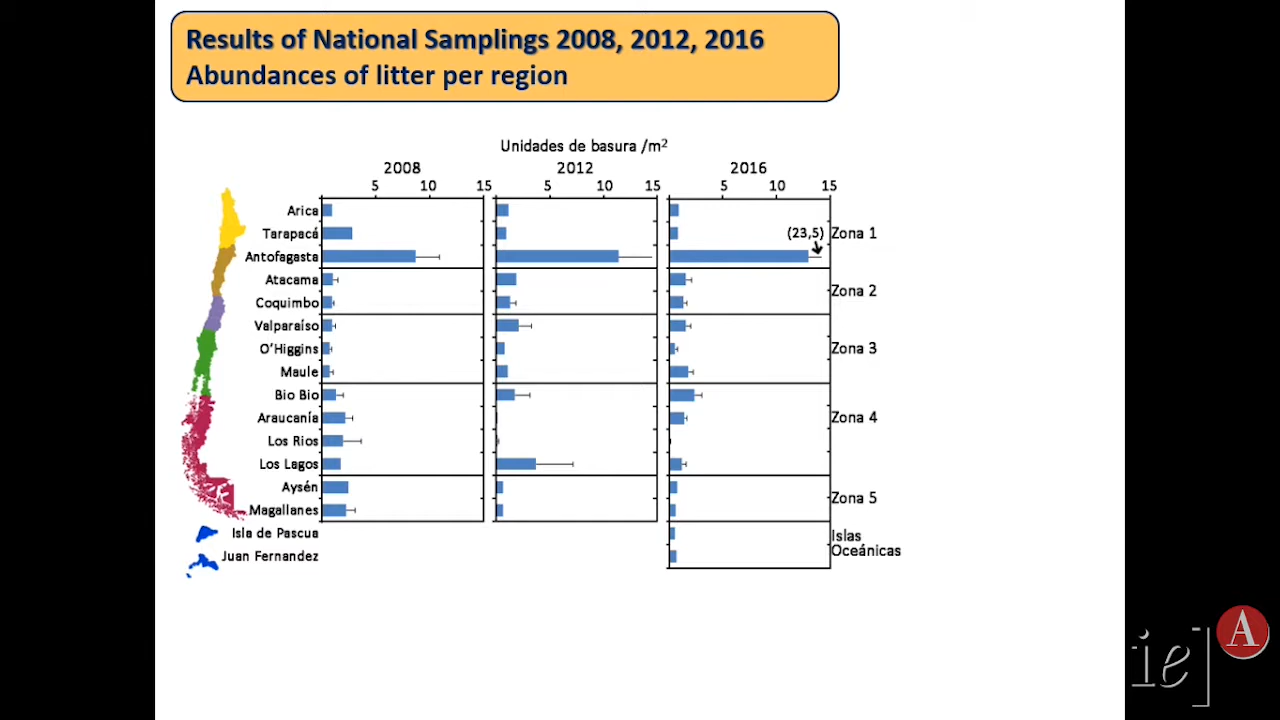 Results of National Samplings 2008, 2012, 2016
Abundances of litter per region
Unidades de basura /m²
2008 2012 2016
5 10 15 5 10 15 5 10 15
Arica
Tarapacá (23,5) Zona 1
Antofagasta
Atacama
Zona 2
Coquimbo
Valparaíso
O'Higgins Zona 3
Maule
Bio Bio
Araucanía Zona 4
Los Rios
Los Lagos
Aysén
Zona 5
Magallanes
Isla de Pascua Islas
Juan Fernandez Oceánicas
A
ie]